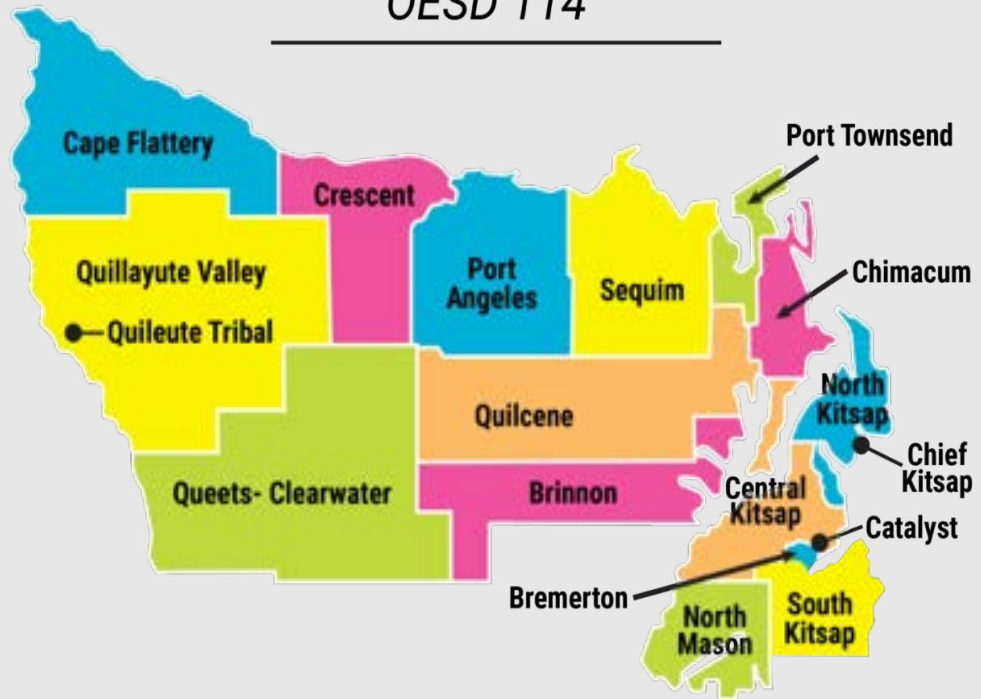 OESD 114
Cape Flattery
Port Townsend
Crescent
Quillayute Valley
Port
Angeles
Sequim
Chimacum
Quileute Tribal
North
Kitsap
Quilcene
Chief
Kitsap
Queets- Clearwater
Brinnon
Central
Kitsap
Catalyst
Bremerton
North
Mason
South
Kitsap